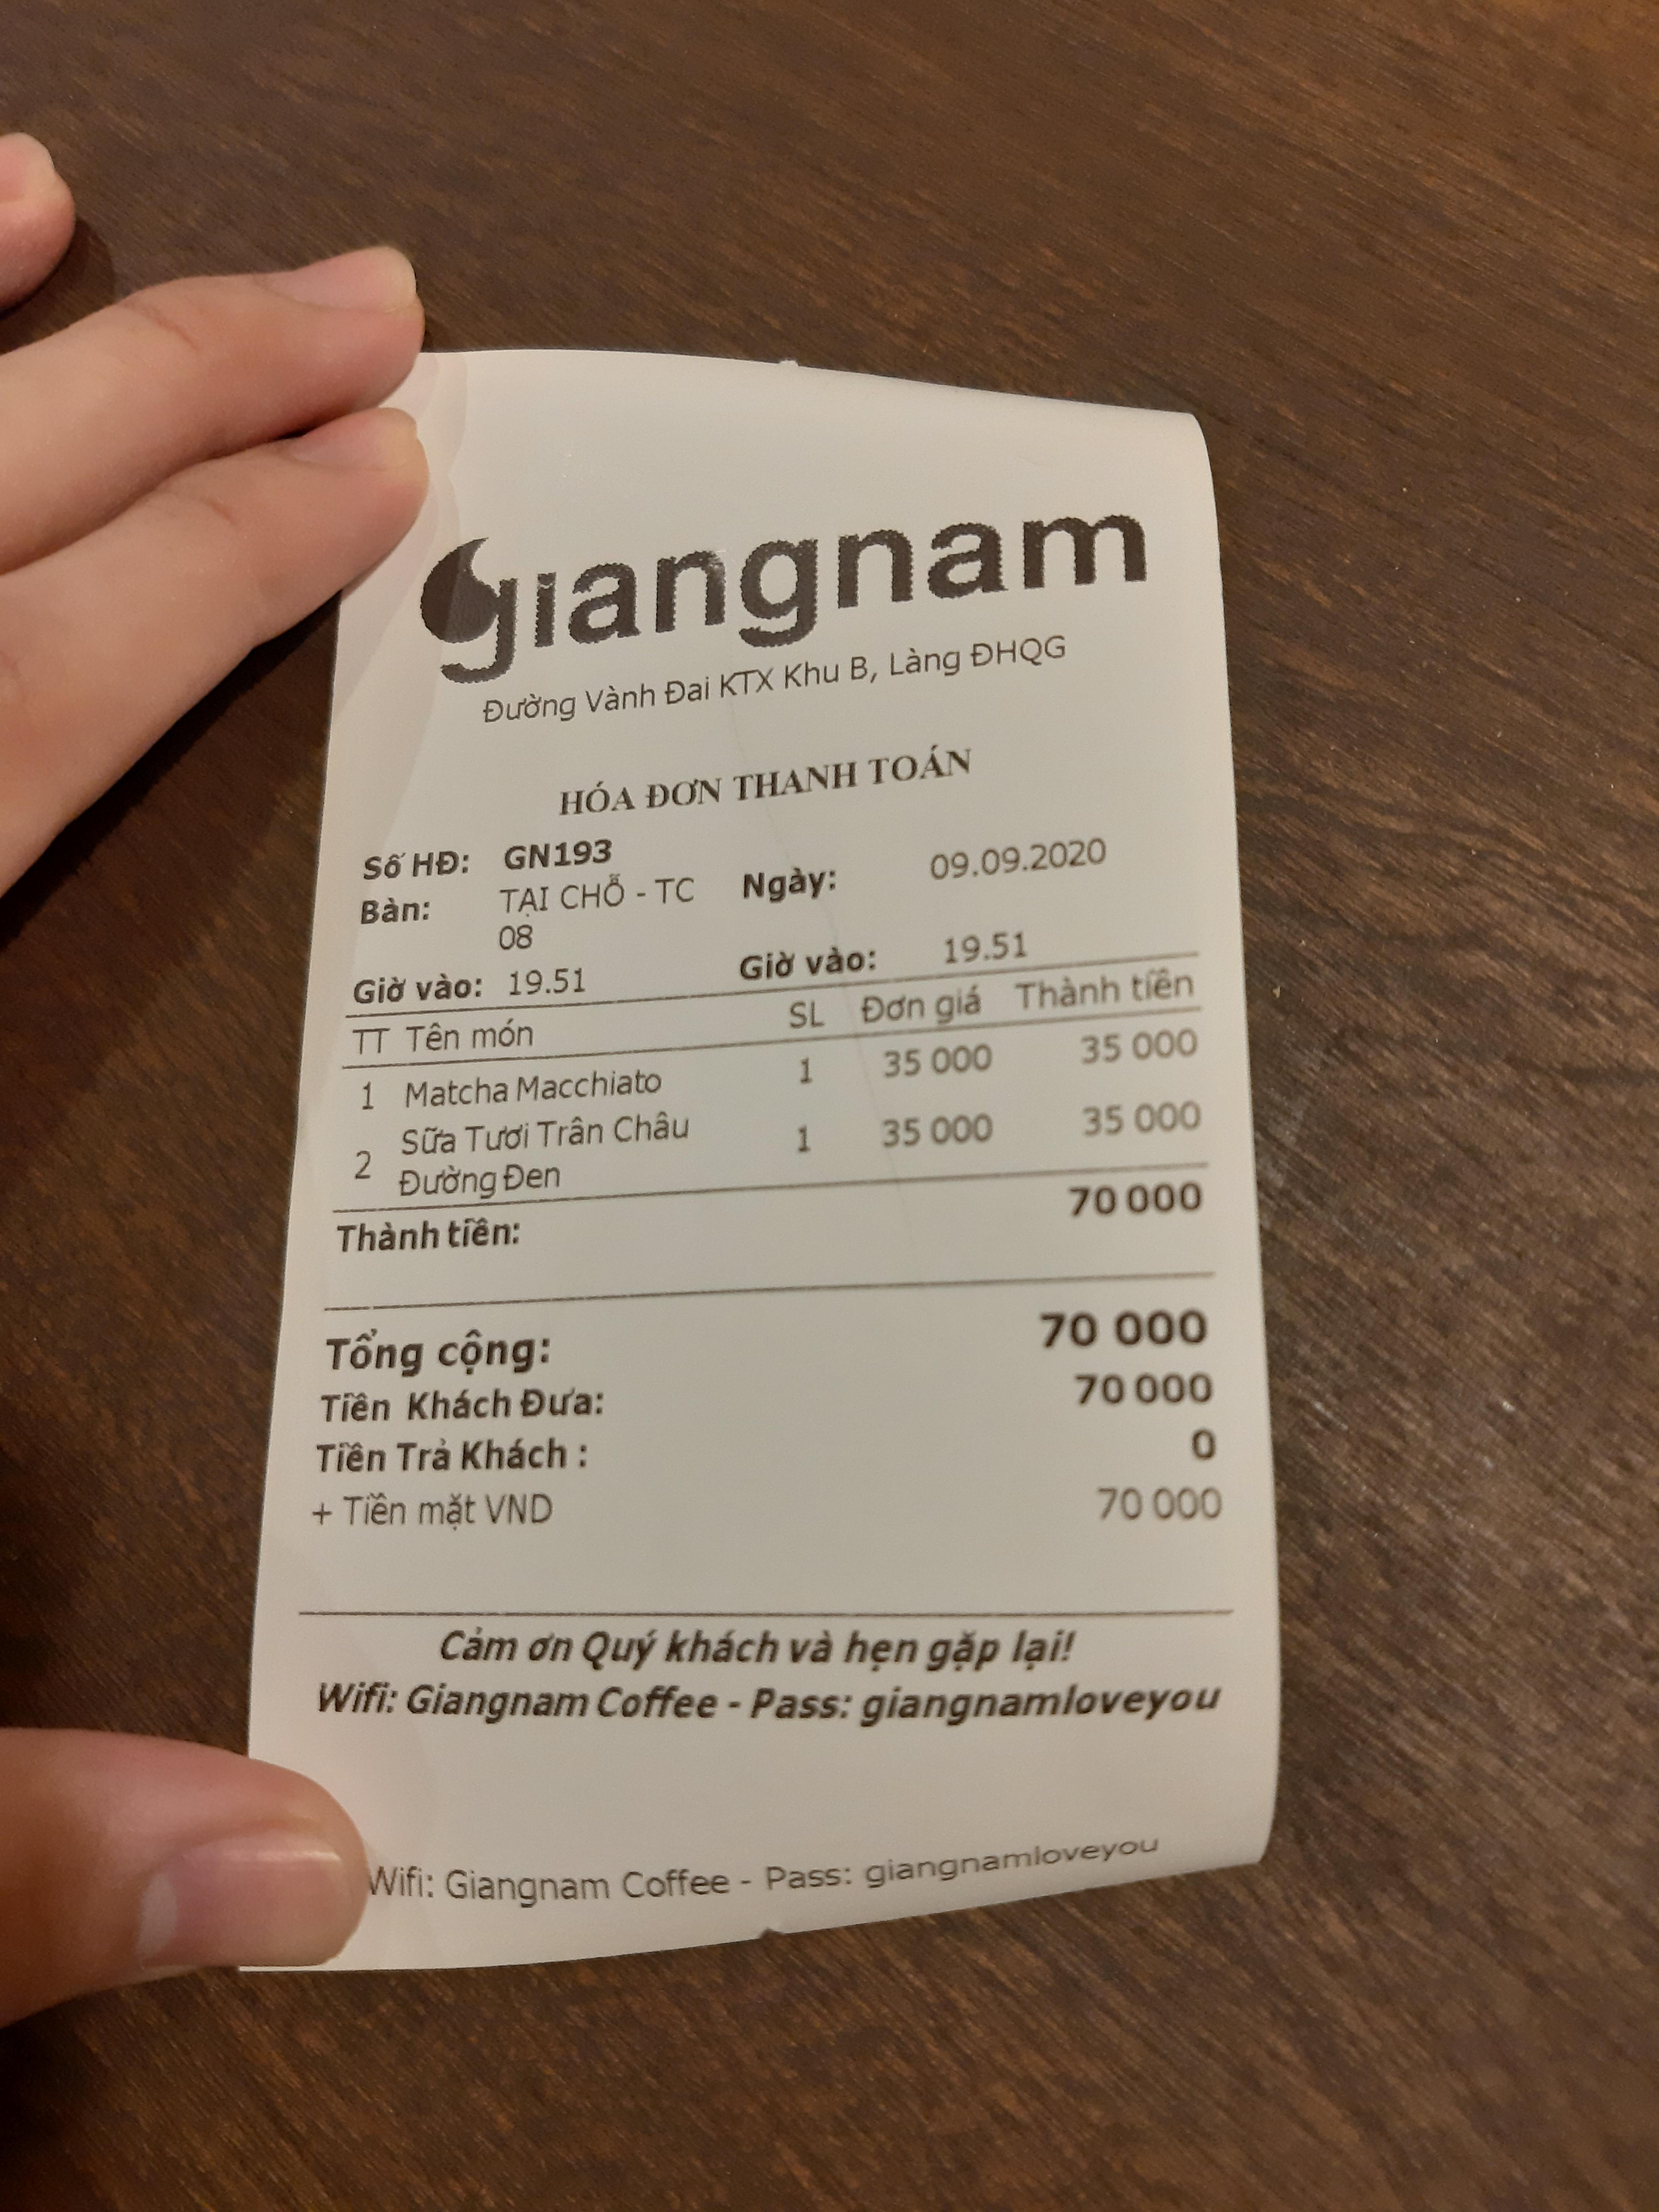 giangnam
Đường Vành Đai KTX Khu B, Làng ĐHQG
HÓA ĐƠN THANH TOÁN
Số HĐ: GN193
Bàn: TẠI CHỖ - TC 08
Ngày: 09.09.2020
Giờ vào: 19.51 Giờ vào: 19.51
TT Tên món SL Đơn giá Thành tiền
1 Matcha Macchiato 1 35 000 35 000
2 Sữa Tươi Trân Châu 1 35 000 35 000
Đường Đen
Thành tiền: 70 000
Tổng cộng: 70 000
Tiền Khách Đưa: 70 000
Tiền Trả Khách : 0
+ Tiền mặt VND 70 000
Cảm ơn Quý khách và hẹn gặp lại!
Wifi: Giangnam Coffee - Pass: giangnamloveyou
Wifi: Giangnam Coffee - Pass: giangnamloveyou